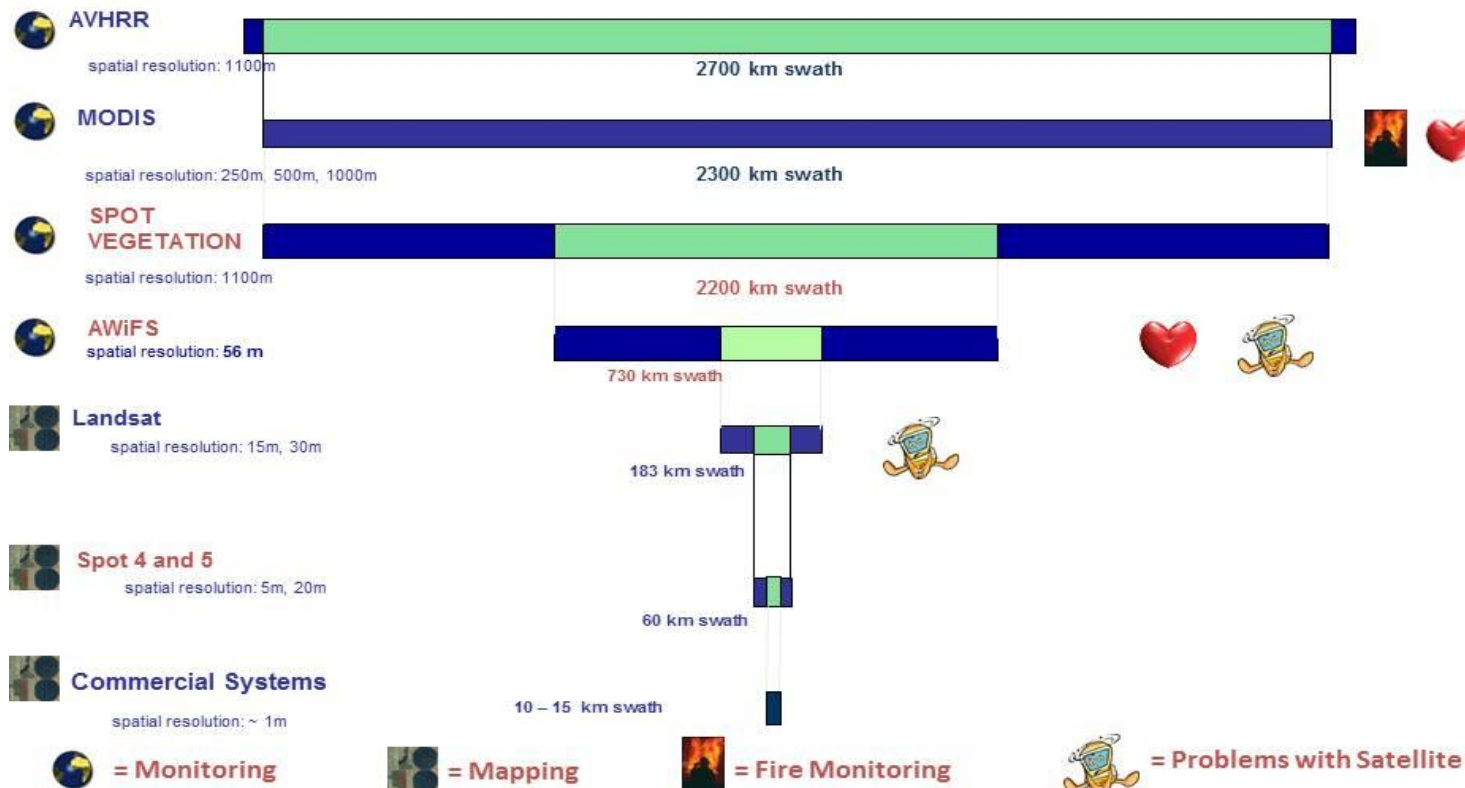 AVHRR
spatial resolution: 1100m
2700 km swath
MODIS
spatial resolution: 250m, 500m, 1000m
2300 km swath
SPOT
VEGETATION
spatial resolution: 1100m
2200 km swath
AWiFS
spatial resolution: 56 m
730 km swath
Landsat
spatial resolution: 15m, 30m
183 km swath
Spot 4 and 5
spatial resolution: 5m, 20m
60 km swath
Commercial Systems
10 – 15 km swath
spatial resolution: ~ 1m
= Monitoring
= Mapping
= Fire Monitoring
= Problems with Satellite